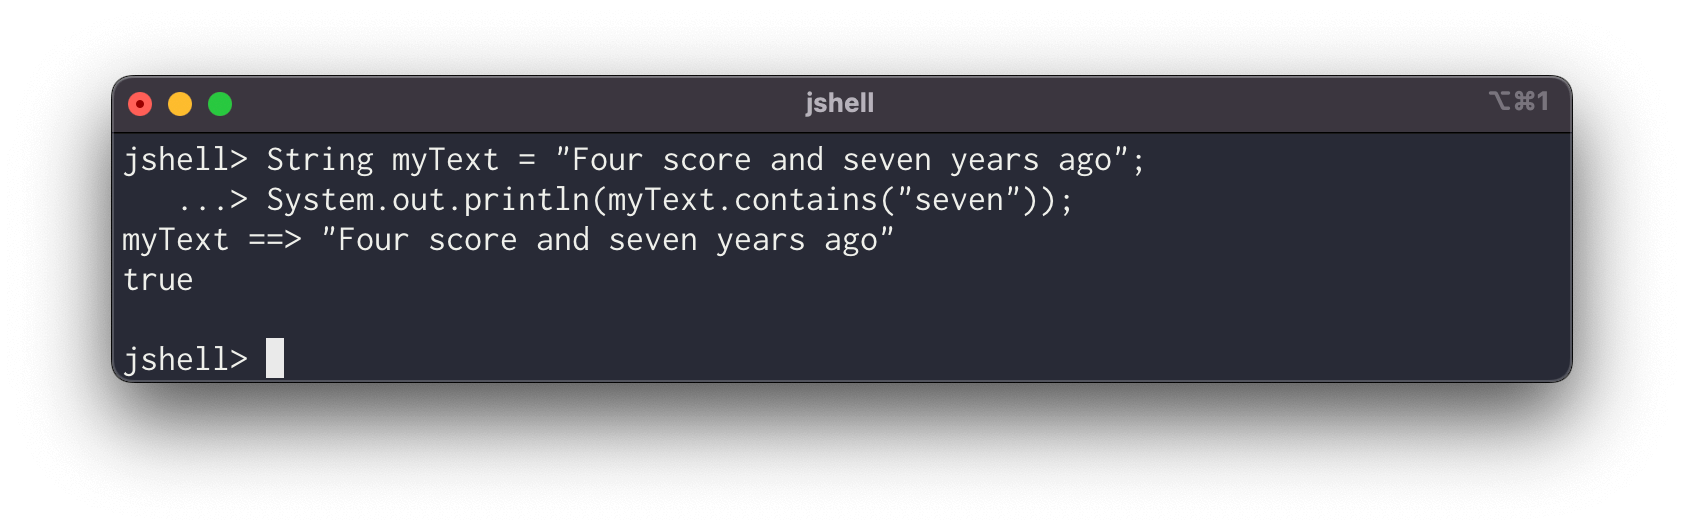 jshell
⌥⌘1
jshell> String myText = "Four score and seven years ago";
   ...> System.out.println(myText.contains("seven"));
myText ==> "Four score and seven years ago"
true
jshell>